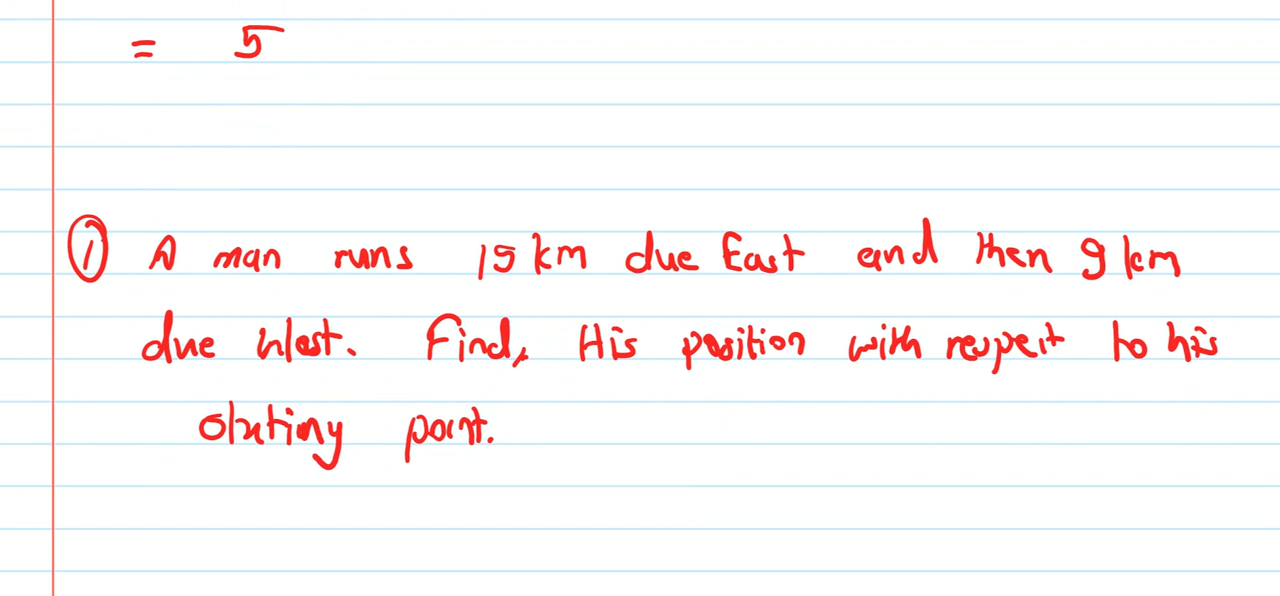 = 5
① A man runs 15 km due East and then 9 km
due West. Find, His position with respect to his
starting point.